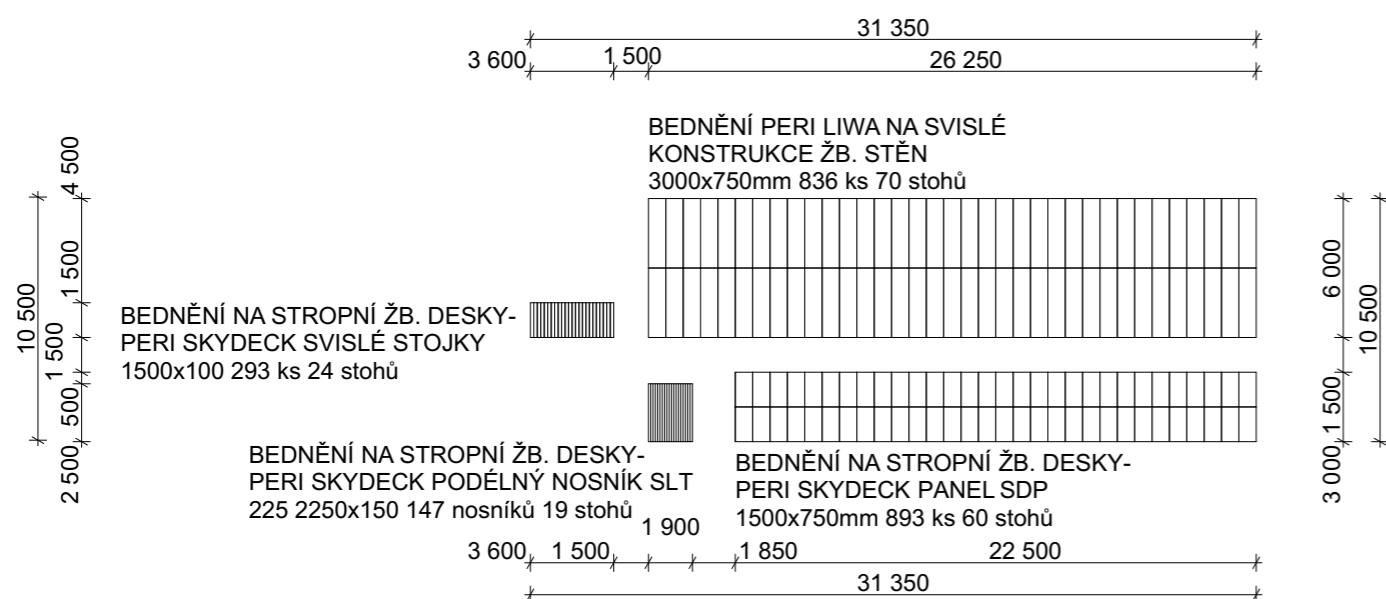 31 350
3 600 1 500 26 250
BEDNĚNÍ PERI LIWA NA SVISLÉ
KONSTRUKCE ŽB. STĚN
3000x750mm 836 ks 70 stohů
4 500
1 500
10 500
1 500
500
2 500
BEDNĚNÍ NA STROPNÍ ŽB. DESKY-
PERI SKYDECK SVISLÉ STOJKY
1500x100 293 ks 24 stohů
6 000
10 500
1 500
3 000
BEDNĚNÍ NA STROPNÍ ŽB. DESKY-
PERI SKYDECK PODÉLNÝ NOSNÍK SLT
225 2250x150 147 nosníků 19 stohů
BEDNĚNÍ NA STROPNÍ ŽB. DESKY-
PERI SKYDECK PANEL SDP
1500x750mm 893 ks 60 stohů
1 900
3 600 1 500 1 850 22 500
31 350